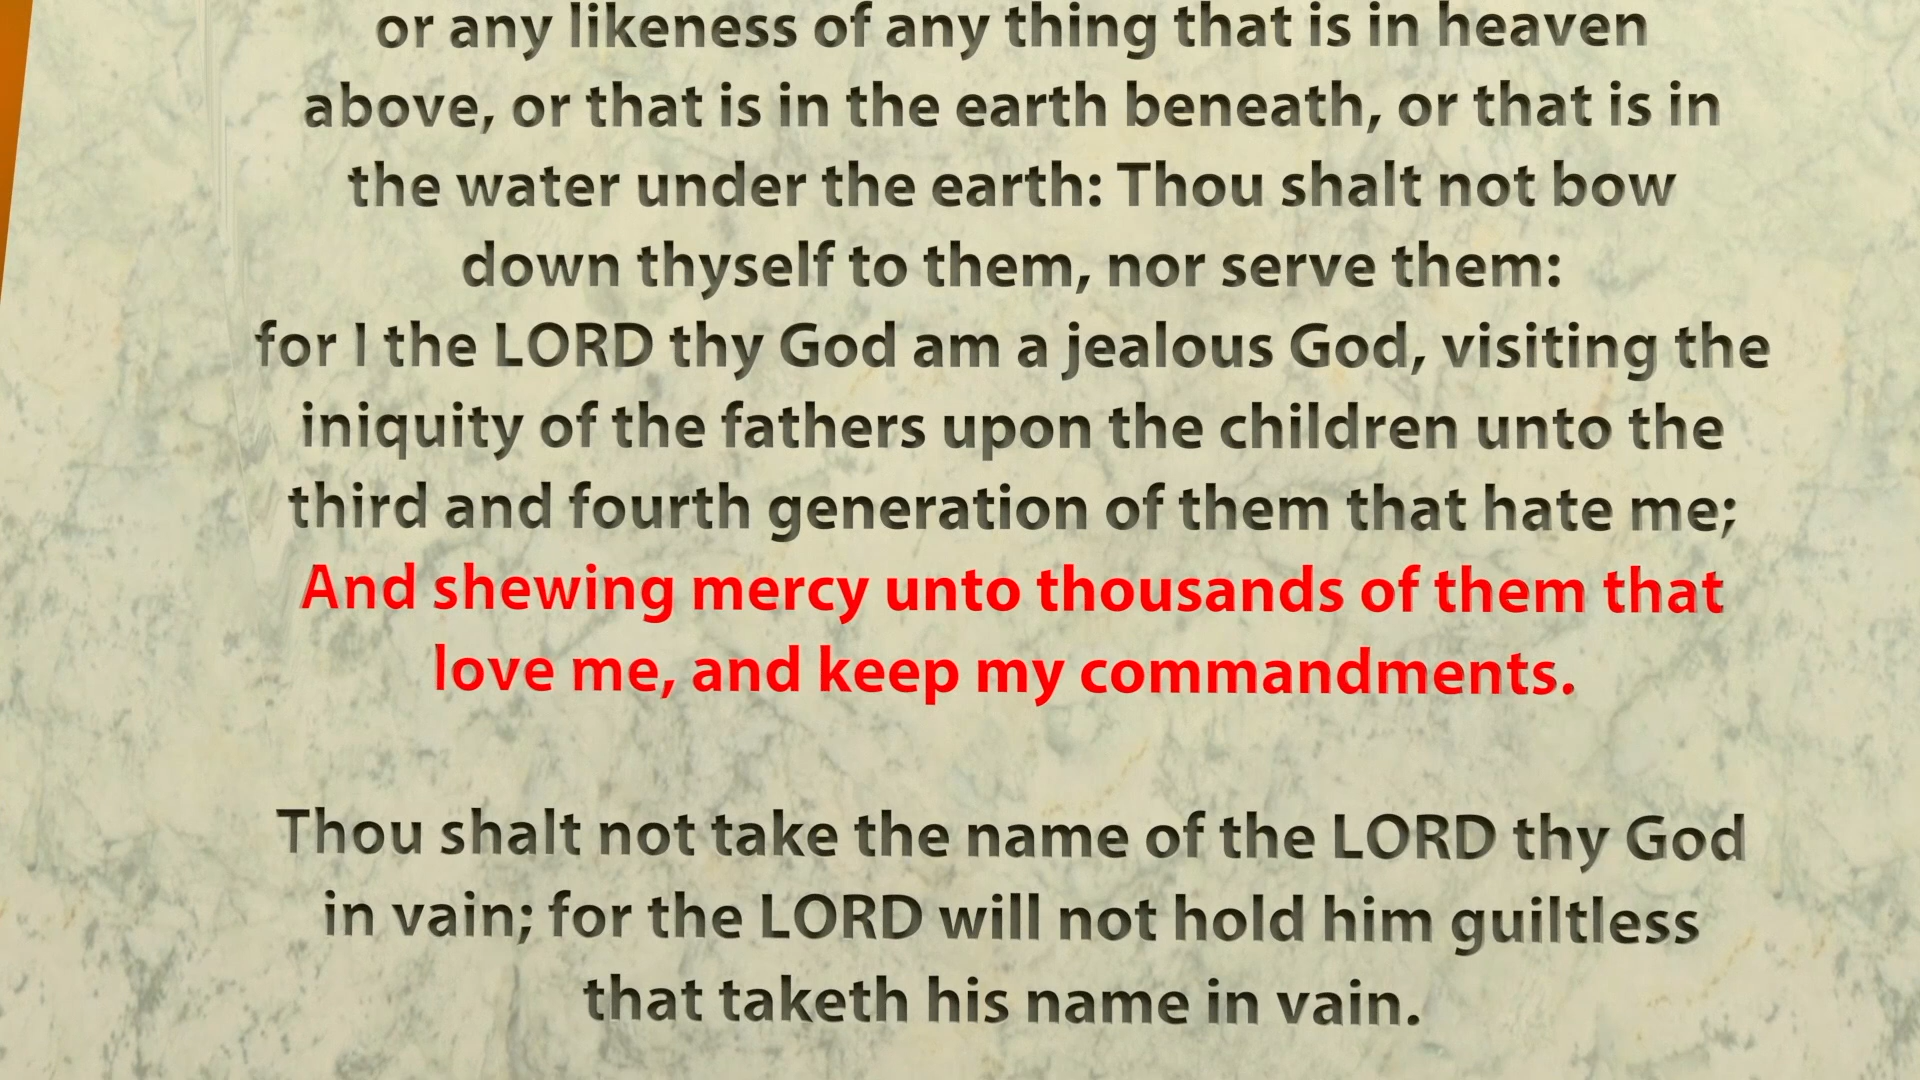 or any likeness of any thing that is in heaven
above, or that is in the earth beneath, or that is in
the water under the earth: Thou shalt not bow
down thyself to them, nor serve them:
for I the LORD thy God am a jealous God, visiting the
iniquity of the fathers upon the children unto the
third and fourth generation of them that hate me;
And shewing mercy unto thousands of them that
love me, and keep my commandments.
Thou shalt not take the name of the LORD thy God
in vain; for the LORD will not hold him guiltless
that taketh his name in vain.